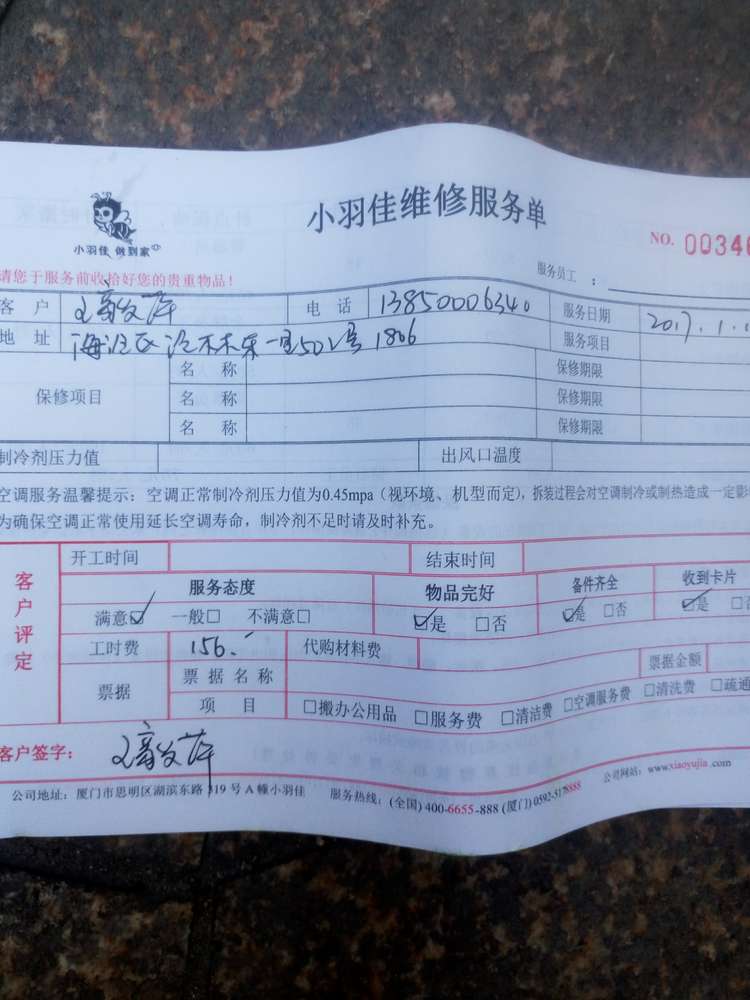 小羽佳维修服务单
小羽佳 做到家
NO. 00346
请您于服务前收拾好您的贵重物品！
服务员工：
客 户 电 话 13850006340 服务日期 2017.1.1
地 址 海沧区 一里502号1806 服务项目
保修项目 名 称 保修期限
名 称 保修期限
名 称 保修期限
制冷剂压力值 出风口温度
空调服务温馨提示：空调正常制冷剂压力值为0.45mpa（视环境、机型而定），拆装过程会对空调制冷或制热造成一定影
为确保空调正常使用延长空调寿命，制冷剂不足时请及时补充。
客户评定 开工时间 结束时间
服务态度 物品完好 备件齐全 收到卡片
满意☑ 一般□ 不满意□ ☑是 □否 ☑是 □否 ☑是 □
工时费 156. 代购材料费
票据 票据名称 票据金额
项 目 □搬办公用品 □服务费 □清洁费 □空调服务费 □清洗费 □疏通
客户签字：
公司地址：厦门市思明区湖滨东路319号A幢小羽佳 服务热线：(全国)400-6655-888 (厦门)0592-5178888 公司网站：www.xiaoyujia.com